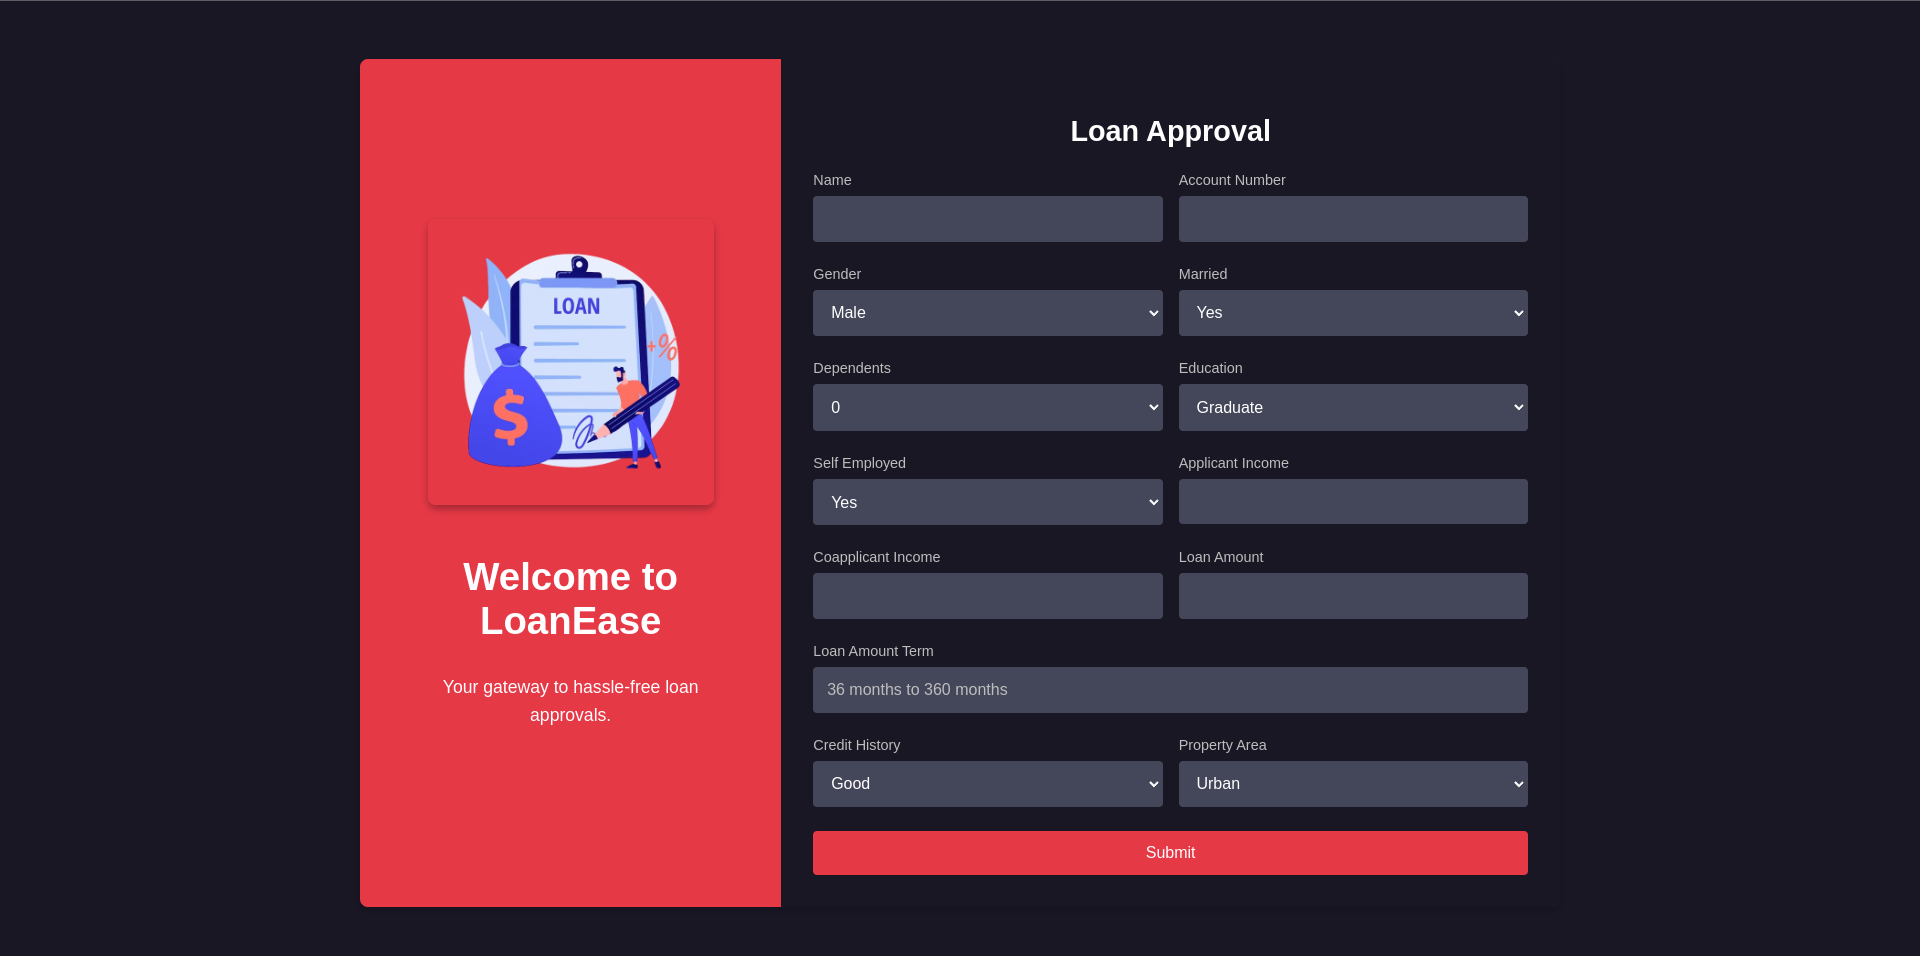 LOAN
+%
$
Welcome to
LoanEase
Your gateway to hassle-free loan
approvals.
Loan Approval
Name
Account Number
Gender
Married
Male
Yes
Dependents
Education
0
Graduate
Self Employed
Applicant Income
Yes
Coapplicant Income
Loan Amount
Loan Amount Term
36 months to 360 months
Credit History
Property Area
Good
Urban
Submit